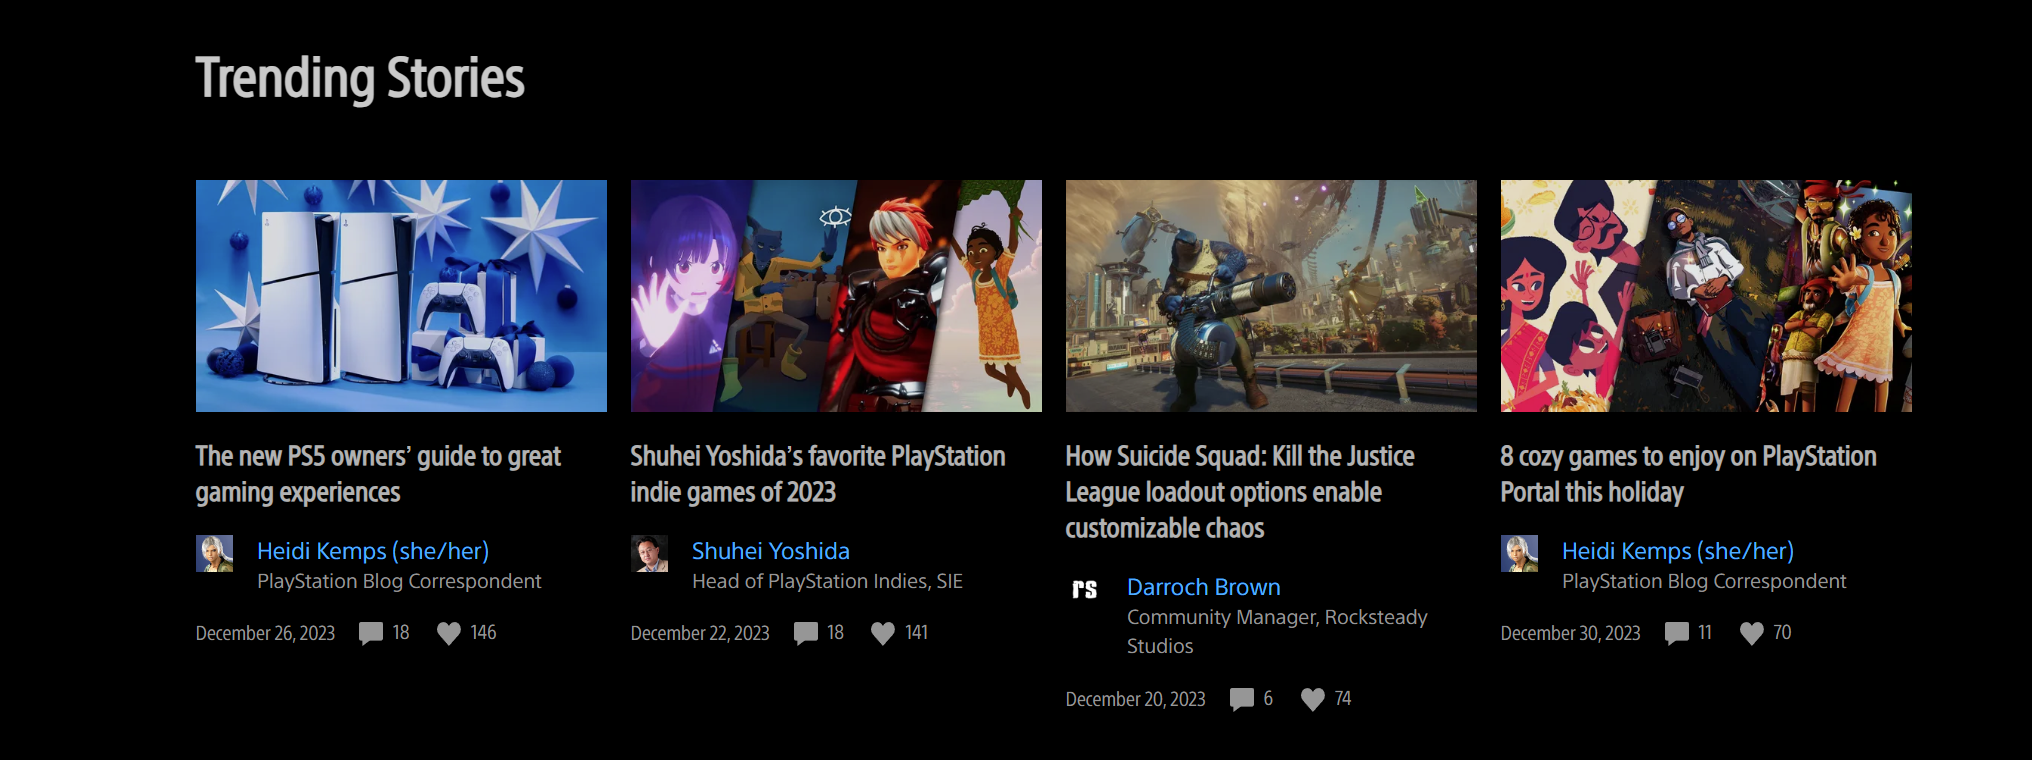 Trending Stories
The new PS5 owners’ guide to great
gaming experiences
Heidi Kemps (she/her)
PlayStation Blog Correspondent
December 26, 2023 18 146
Shuhei Yoshida’s favorite PlayStation
indie games of 2023
Shuhei Yoshida
Head of PlayStation Indies, SIE
December 22, 2023 18 141
How Suicide Squad: Kill the Justice
League loadout options enable
customizable chaos
rs
Darroch Brown
Community Manager, Rocksteady
Studios
December 20, 2023 6 74
8 cozy games to enjoy on PlayStation
Portal this holiday
Heidi Kemps (she/her)
PlayStation Blog Correspondent
December 30, 2023 11 70